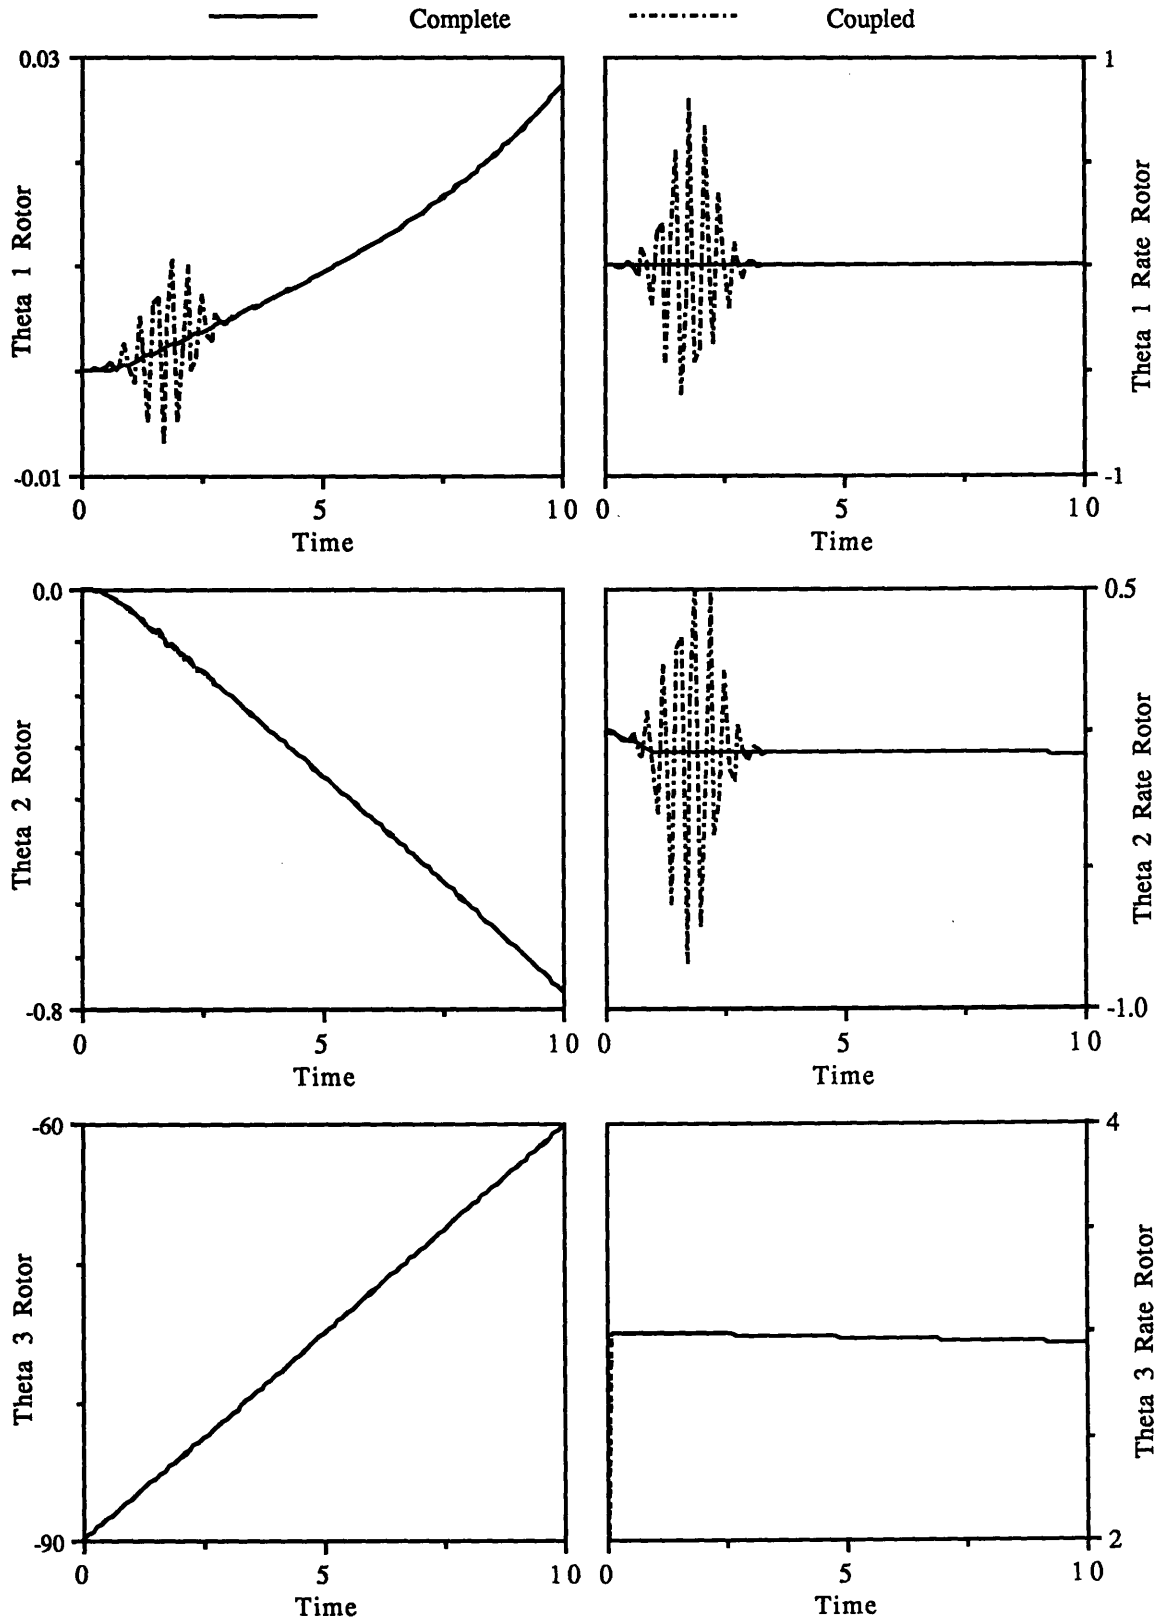 Complete Coupled
0.03
Theta 1 Rotor
-0.01
0 5 10
Time
1
Theta 1 Rate Rotor
-1
0 5 10
Time
0.0
Theta 2 Rotor
-0.8
0 5 10
Time
0.5
Theta 2 Rate Rotor
-1.0
0 5 10
Time
-60
Theta 3 Rotor
-90
0 5 10
Time
4
Theta 3 Rate Rotor
2
0 5 10
Time